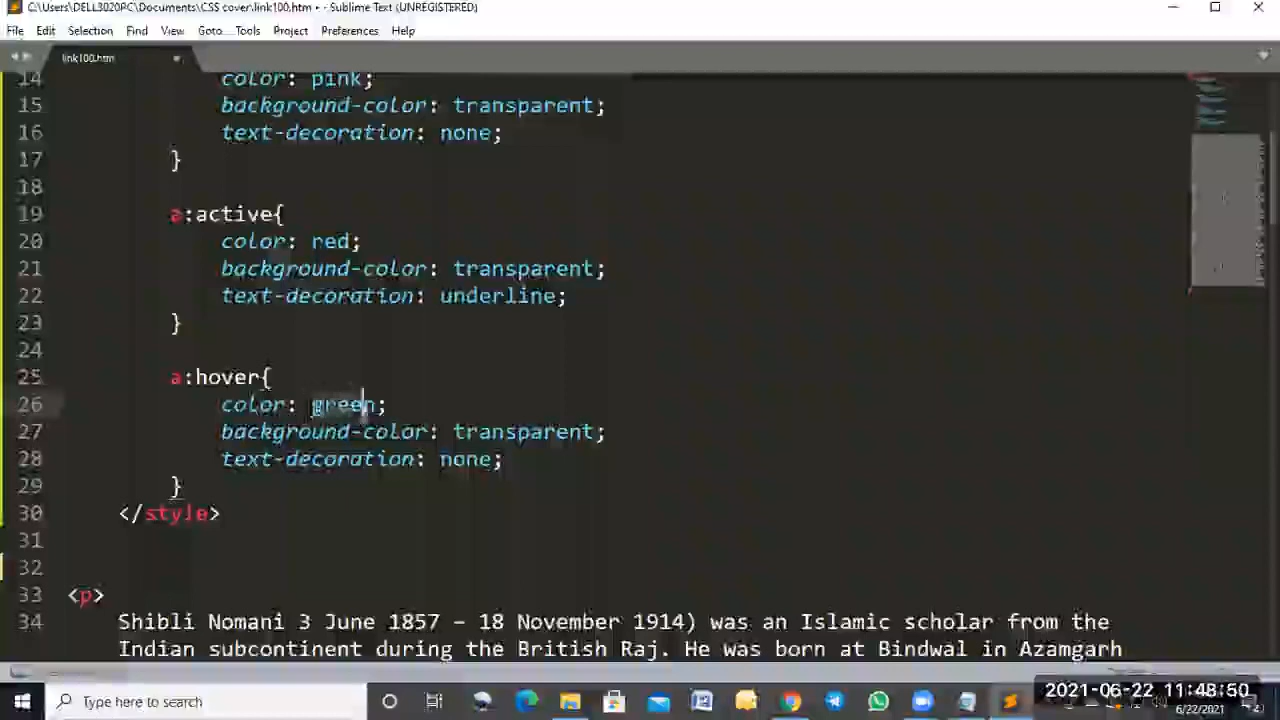 C:\Users\DELL3020PC\Documents\CSS cover\link100.htm • - Sublime Text (UNREGISTERED)
File Edit Selection Find View Goto Tools Project Preferences Help
link100.htm
14 color: pink;
15 background-color: transparent;
16 text-decoration: none;
17 }
18
19 a:active{
20 color: red;
21 background-color: transparent;
22 text-decoration: underline;
23 }
24
25 a:hover{
26 color: green;
27 background-color: transparent;
28 text-decoration: none;
29 }
30 </style>
31
32
33 <p>
34 Shibli Nomani 3 June 1857 – 18 November 1914) was an Islamic scholar from the
Indian subcontinent during the British Raj. He was born at Bindwal in Azamgarh
Type here to search
2021-06-22 11:48:50
6/22/2021